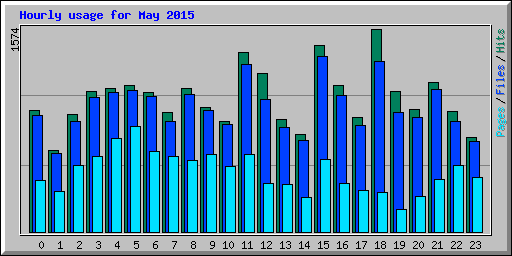 Hourly usage for May 2015
1574
Pages / Files / Hits
0 1 2 3 4 5 6 7 8 9 10 11 12 13 14 15 16 17 18 19 20 21 22 23